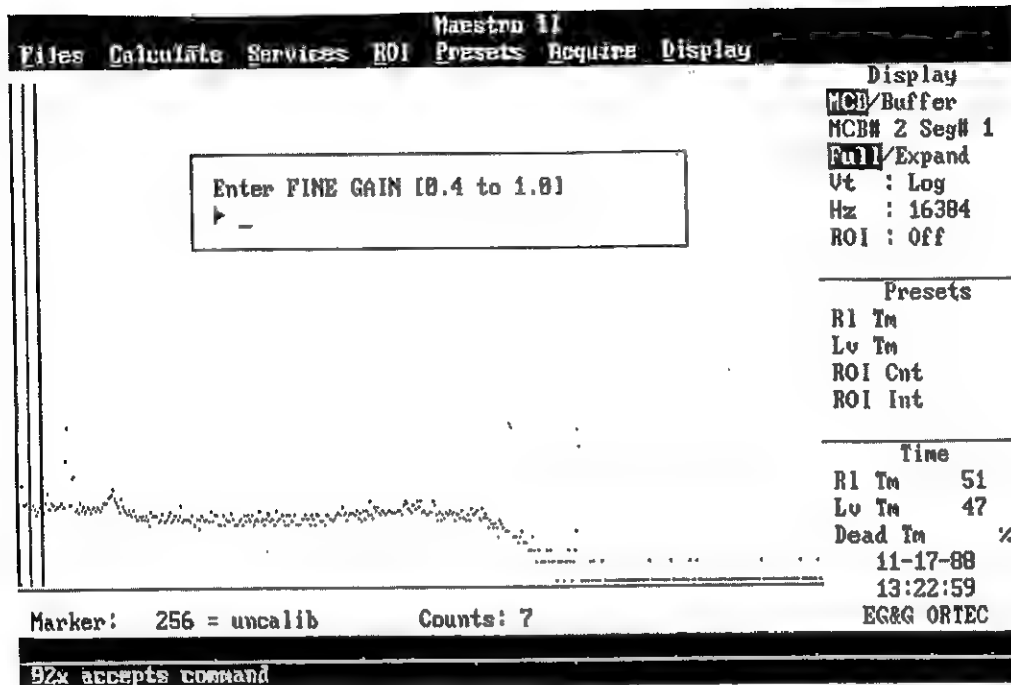 Maestro II
Files Calculate Services ROI Presets Acquire Display
Enter FINE GAIN [0.4 to 1.0]
Display
MCB/Buffer
MCB# 2 Seg# 1
Full/Expand
Vt : Log
Hz : 16384
ROI : Off
Presets
Rl Tm
Lv Tm
ROI Cnt
ROI Int
Time
Rl Tm 51
Lv Tm 47
Dead Tm %
11-17-88
13:22:59
EG&G ORTEC
Marker: 256 = uncalib Counts: 7
92x accepts command